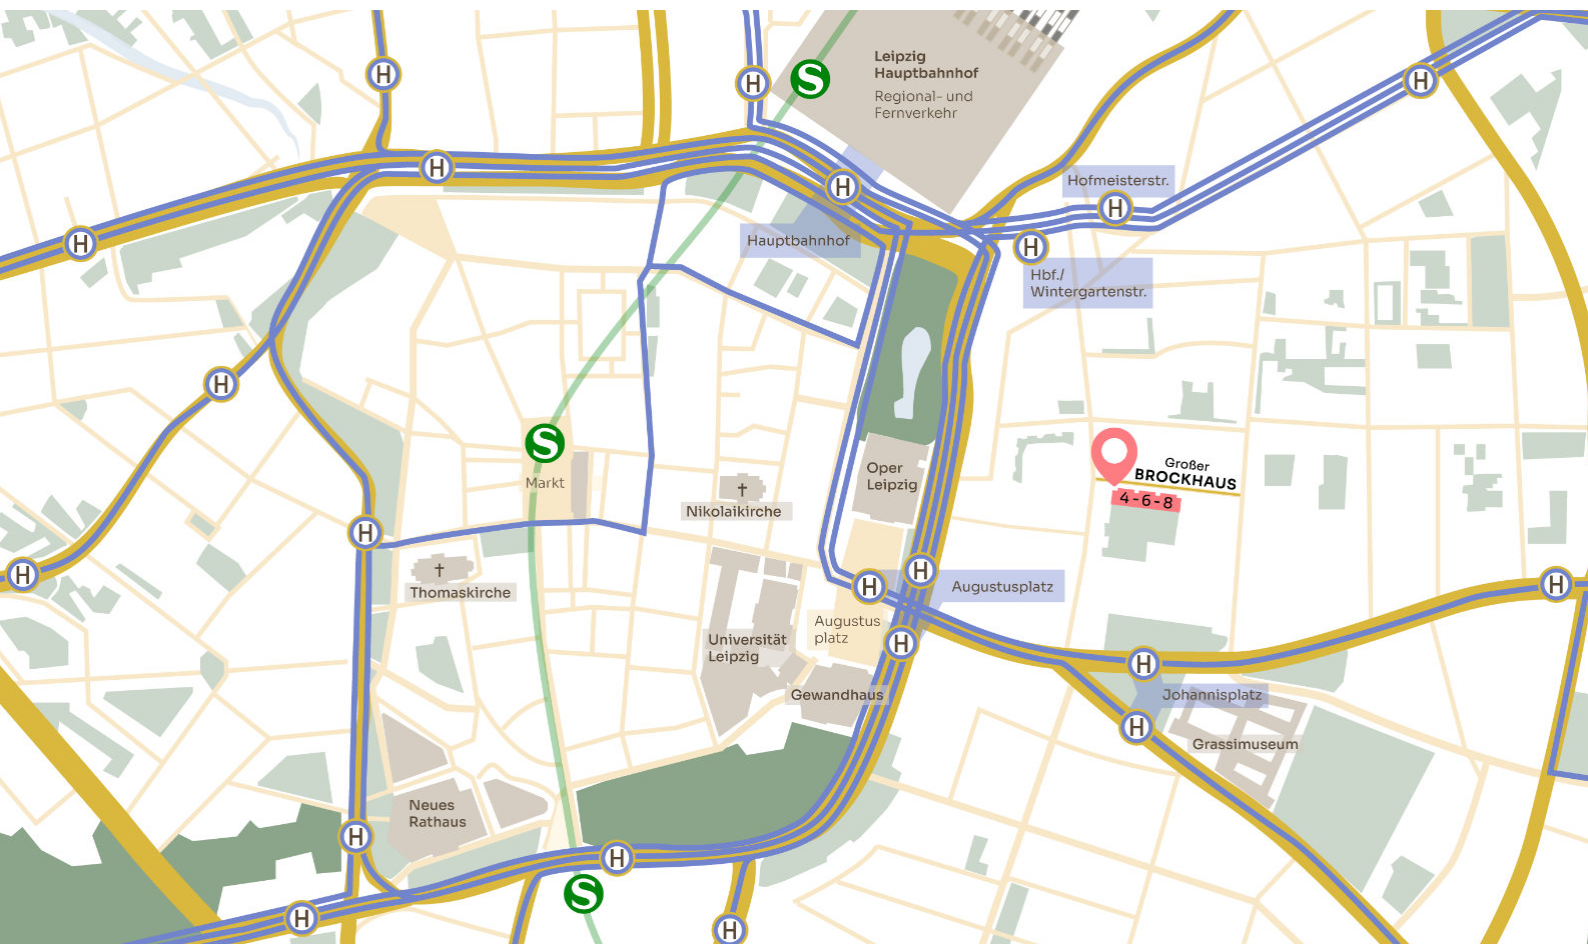 H
H
S
Leipzig
Hauptbahnhof
Regional- und
Fernverkehr
H
H
H
Hofmeisterstr.
H
H
Hauptbahnhof
H
H
Hbf./
Wintergartenstr.
H
S
Markt
Oper
Leipzig
Großer
BROCKHAUS
4-6-8
Nikolaikirche
H
H
Thomaskirche
H
H
Augustusplatz
H
Augustus
platz
Universität
Leipzig
H
H
Gewandhaus
Johannisplatz
H
Grassimuseum
Neues
Rathaus
H
H
S
H
H